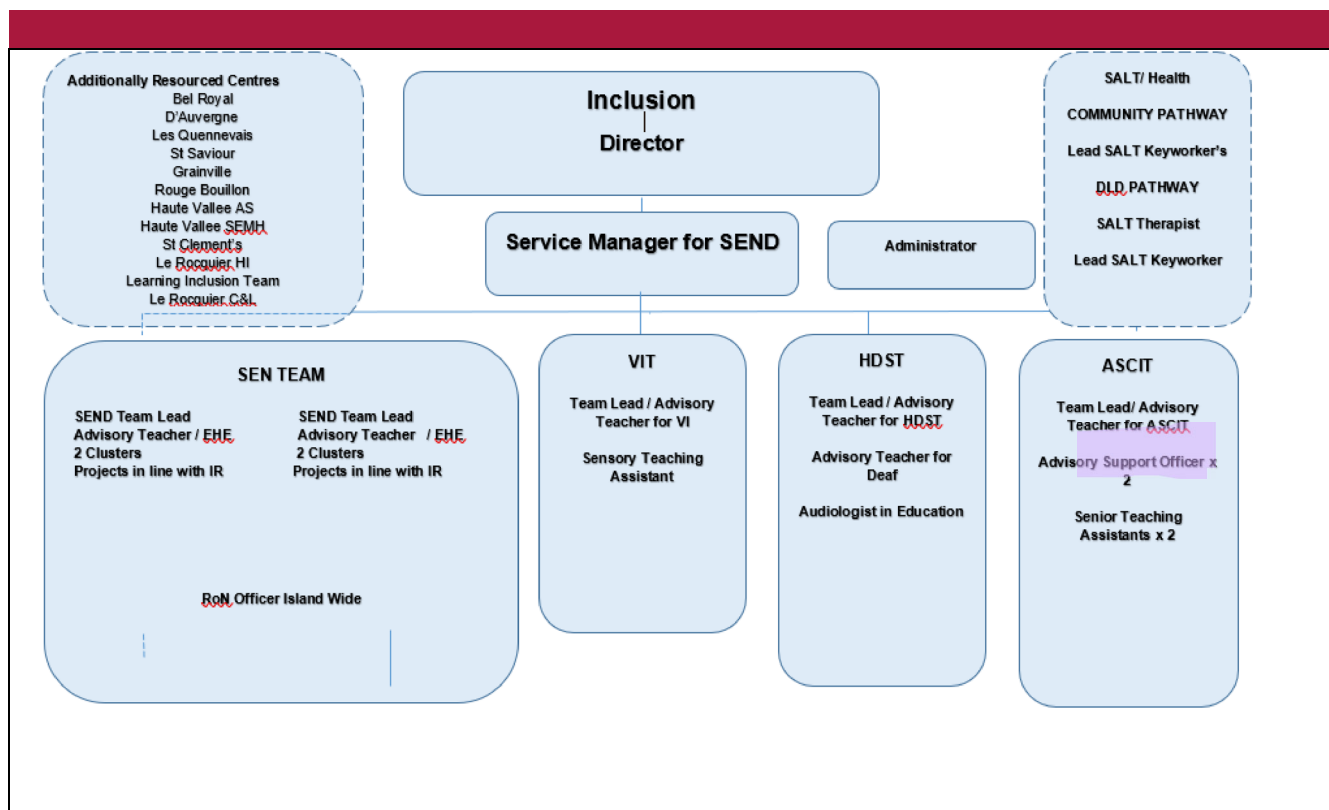 Additionally Resourced Centres
Bel Royal
D'Auvergne
Les Quennevais
St Saviour
Grainville
Rouge Bouillon
Haute Vallee AS
Haute Vallee SEMH
St Clement's
Le Rocquier HI
Learning Inclusion Team
Le Rocquier C&L
Inclusion
Director
Service Manager for SEND
Administrator
SALT/ Health
COMMUNITY PATHWAY
Lead SALT Keyworker's
DLD PATHWAY
SALT Therapist
Lead SALT Keyworker
SEN TEAM
SEND Team Lead
Advisory Teacher / EHE
2 Clusters
Projects in line with IR
SEND Team Lead
Advisory Teacher / EHE
2 Clusters
Projects in line with IR
RoN Officer Island Wide
VIT
Team Lead / Advisory
Teacher for VI
Sensory Teaching
Assistant
HDST
Team Lead / Advisory
Teacher for HDST
Advisory Teacher for
Deaf
Audiologist in Education
ASCIT
Team Lead/ Advisory
Teacher for ASCIT
Advisory Support Officer x
2
Senior Teaching
Assistants x 2